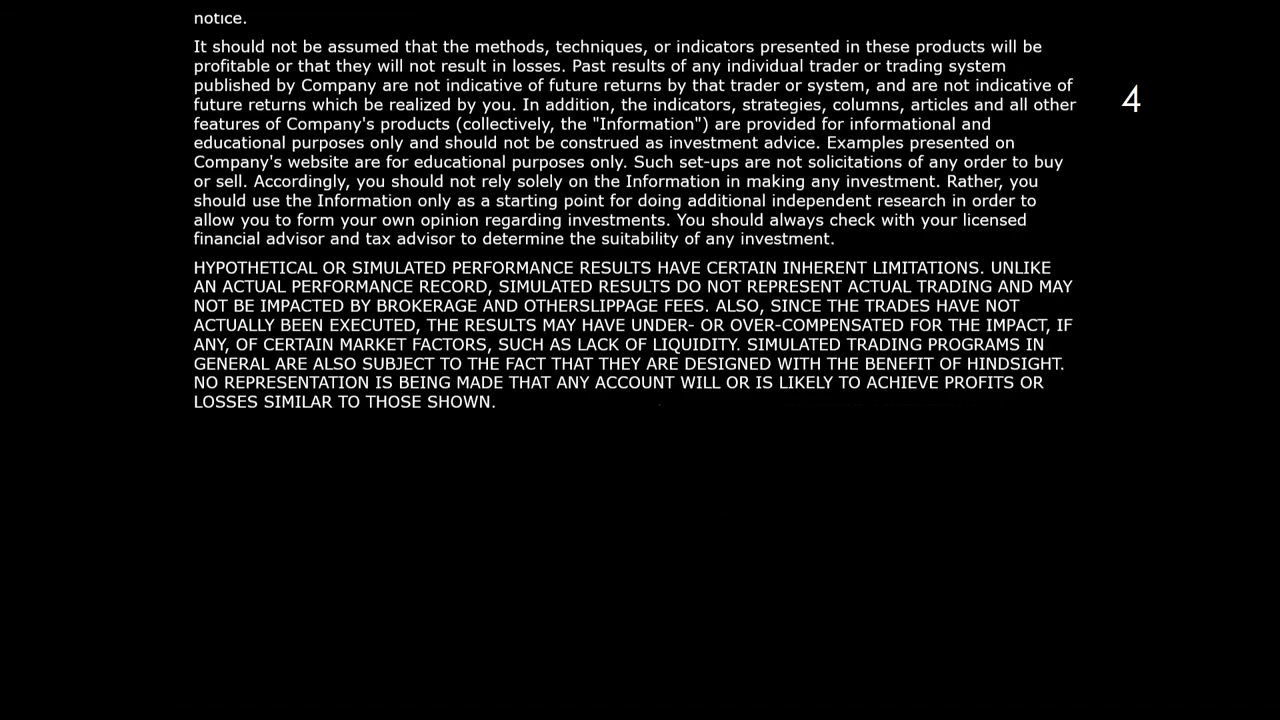 notice.
It should not be assumed that the methods, techniques, or indicators presented in these products will be
profitable or that they will not result in losses. Past results of any individual trader or trading system
published by Company are not indicative of future returns by that trader or system, and are not indicative of
future returns which be realized by you. In addition, the indicators, strategies, columns, articles and all other
features of Company's products (collectively, the "Information") are provided for informational and
educational purposes only and should not be construed as investment advice. Examples presented on
Company's website are for educational purposes only. Such set-ups are not solicitations of any order to buy
or sell. Accordingly, you should not rely solely on the Information in making any investment. Rather, you
should use the Information only as a starting point for doing additional independent research in order to
allow you to form your own opinion regarding investments. You should always check with your licensed
financial advisor and tax advisor to determine the suitability of any investment.
HYPOTHETICAL OR SIMULATED PERFORMANCE RESULTS HAVE CERTAIN INHERENT LIMITATIONS. UNLIKE
AN ACTUAL PERFORMANCE RECORD, SIMULATED RESULTS DO NOT REPRESENT ACTUAL TRADING AND MAY
NOT BE IMPACTED BY BROKERAGE AND OTHERSLIPPAGE FEES. ALSO, SINCE THE TRADES HAVE NOT
ACTUALLY BEEN EXECUTED, THE RESULTS MAY HAVE UNDER- OR OVER-COMPENSATED FOR THE IMPACT, IF
ANY, OF CERTAIN MARKET FACTORS, SUCH AS LACK OF LIQUIDITY. SIMULATED TRADING PROGRAMS IN
GENERAL ARE ALSO SUBJECT TO THE FACT THAT THEY ARE DESIGNED WITH THE BENEFIT OF HINDSIGHT.
NO REPRESENTATION IS BEING MADE THAT ANY ACCOUNT WILL OR IS LIKELY TO ACHIEVE PROFITS OR
LOSSES SIMILAR TO THOSE SHOWN.
4